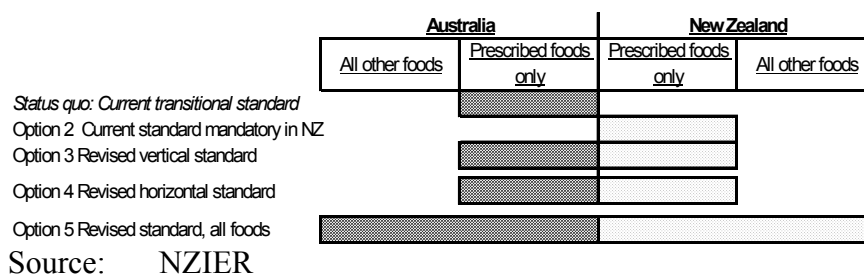 Australia New Zealand
All other foods Prescribed foods only Prescribed foods only All other foods
Status quo: Current transitional standard
Option 2 Current standard mandatory in NZ
Option 3 Revised vertical standard
Option 4 Revised horizontal standard
Option 5 Revised standard, all foods
Source: NZIER